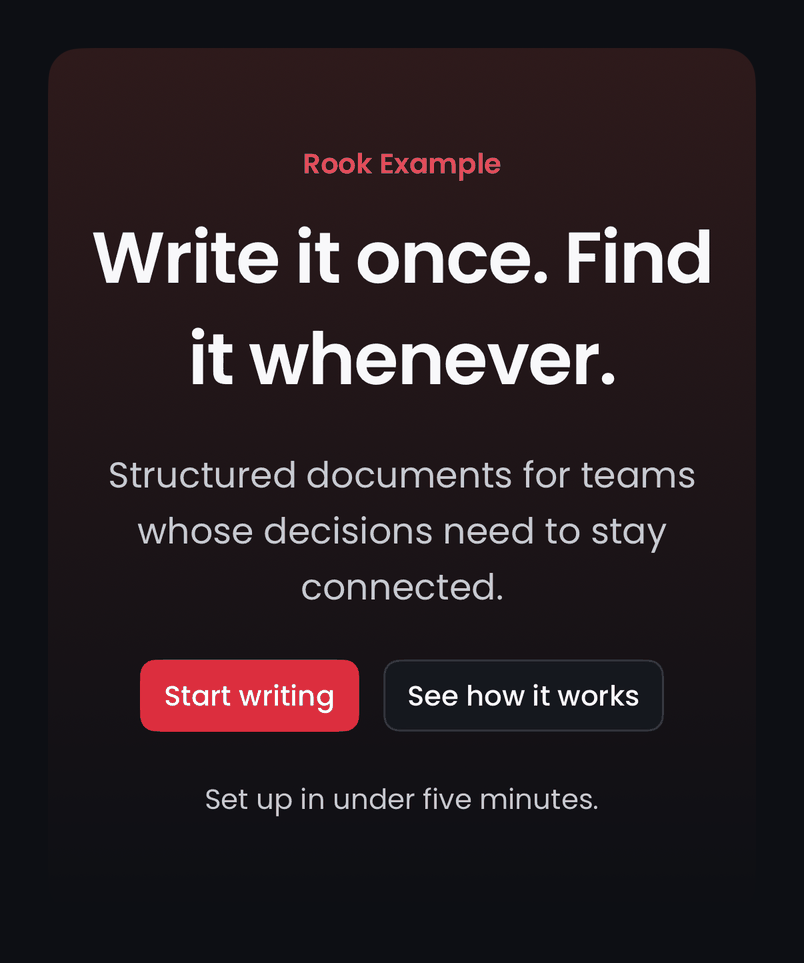 Rook Example
Write it once. Find
it whenever.
Structured documents for teams
whose decisions need to stay
connected.
Start writing
See how it works
Set up in under five minutes.